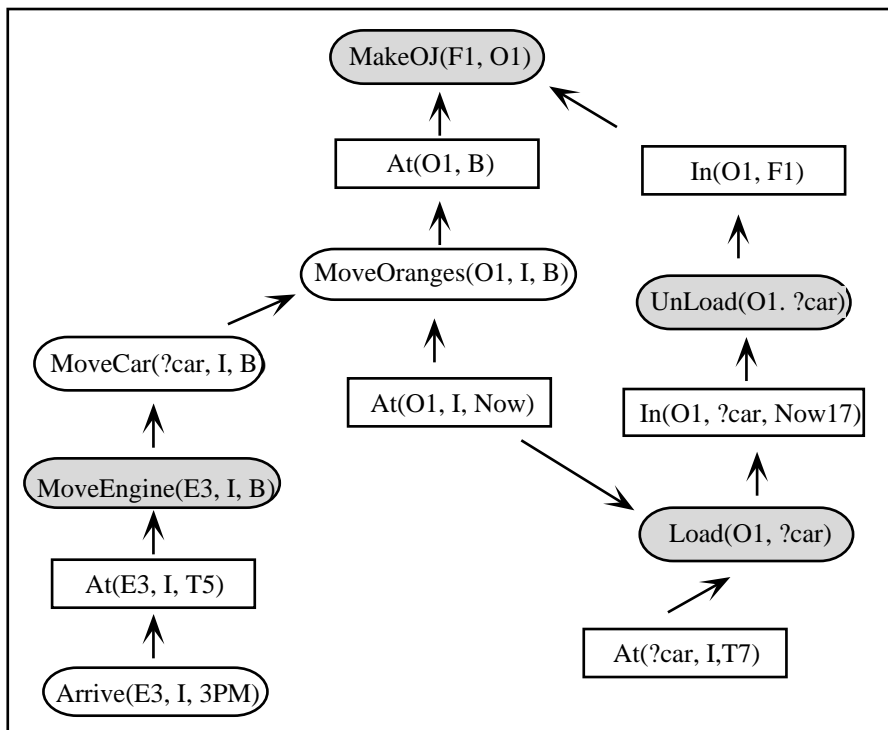 MakeOJ(F1, O1)
At(O1, B)
In(O1, F1)
MoveOranges(O1, I, B)
UnLoad(O1. ?car)
MoveCar(?car, I, B)
At(O1, I, Now)
In(O1, ?car, Now17)
MoveEngine(E3, I, B)
Load(O1, ?car)
At(E3, I, T5)
At(?car, I,T7)
Arrive(E3, I, 3PM)